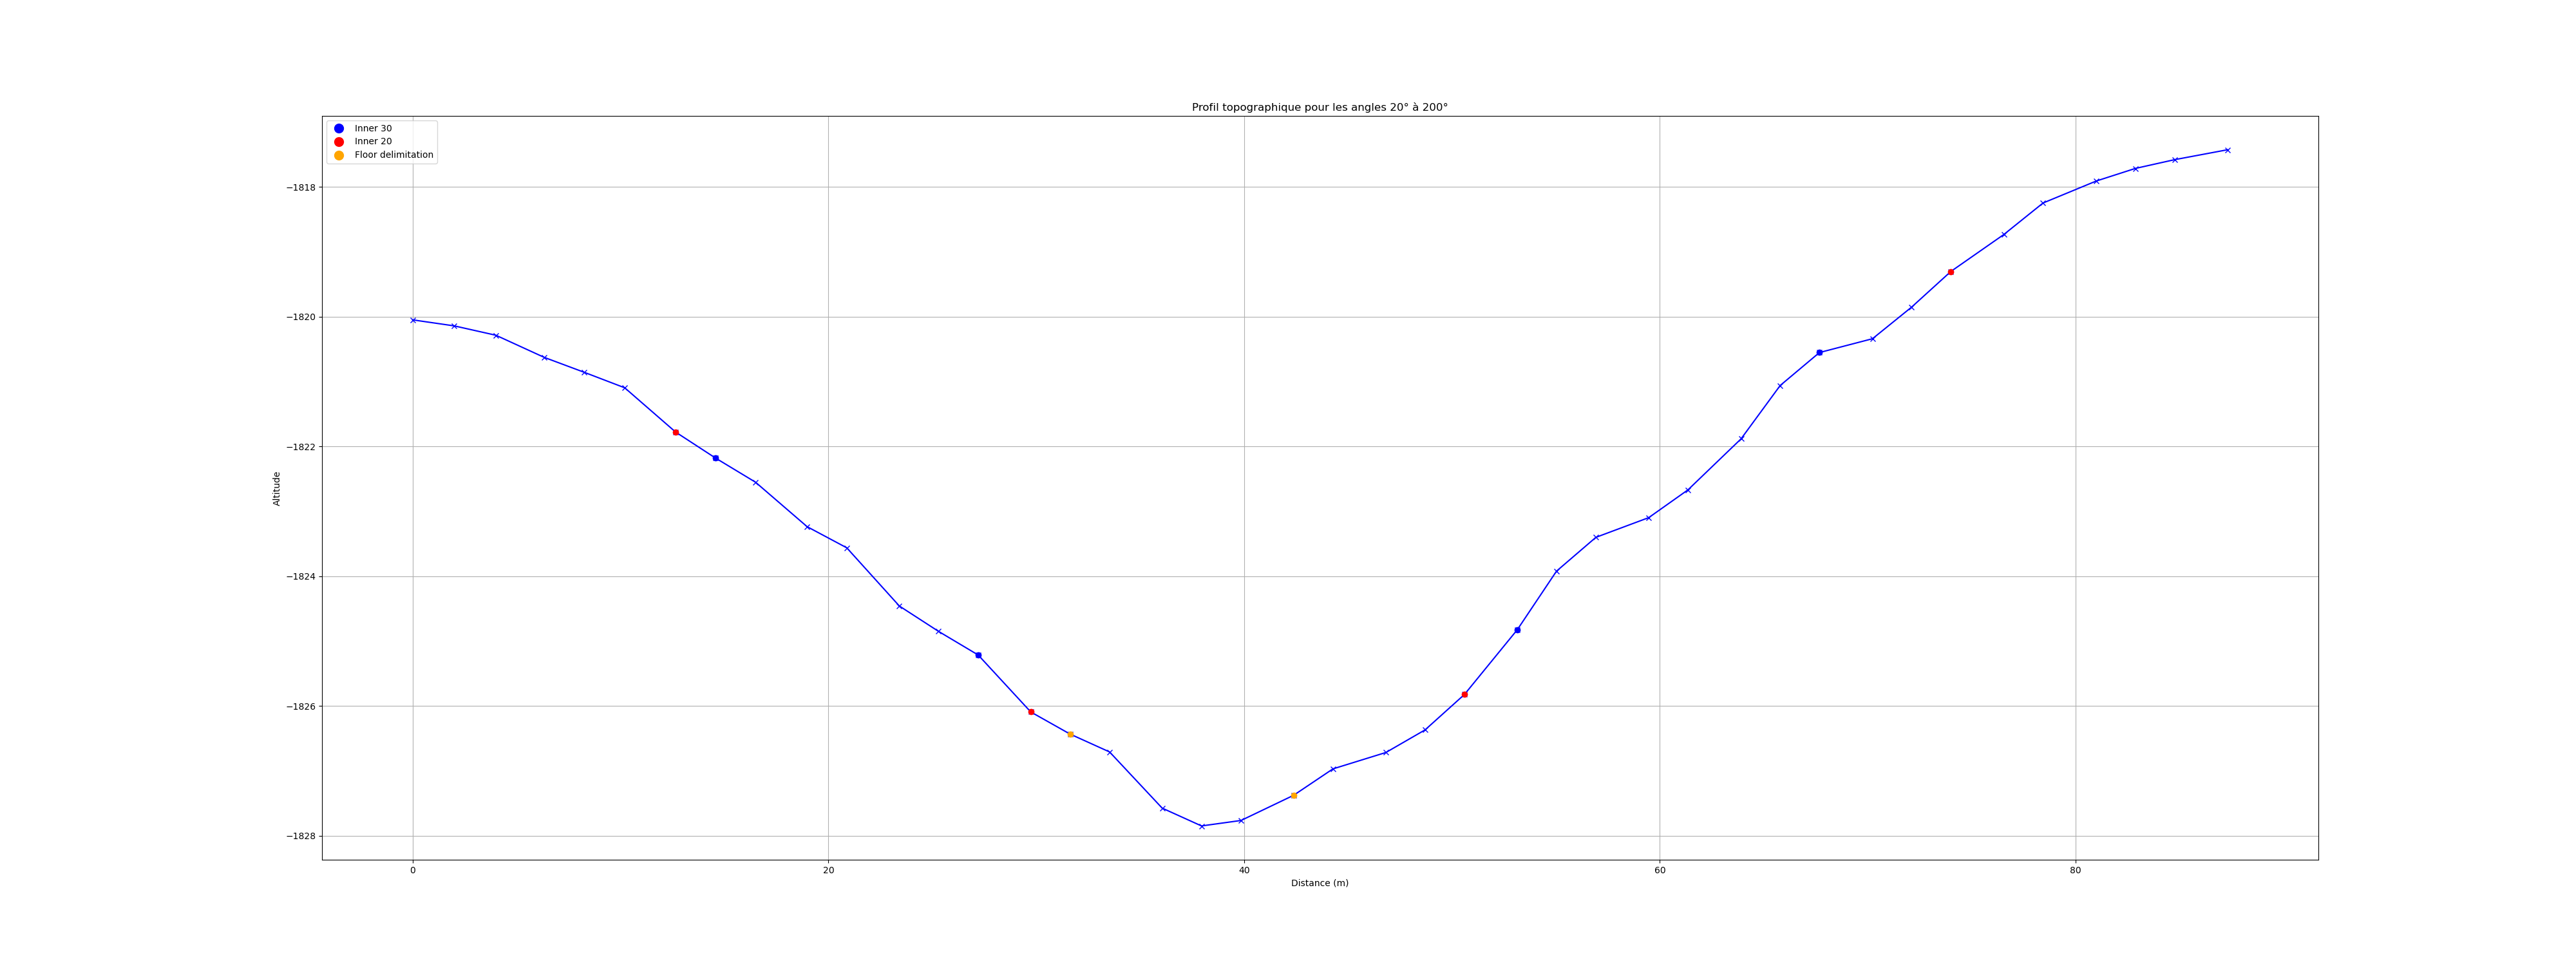 Profil topographique pour les angles 20° à 200°
Inner 30
Inner 20
Floor delimitation
−1818
−1820
−1822
−1824
−1826
−1828
Altitude
0
20
40
60
80
Distance (m)